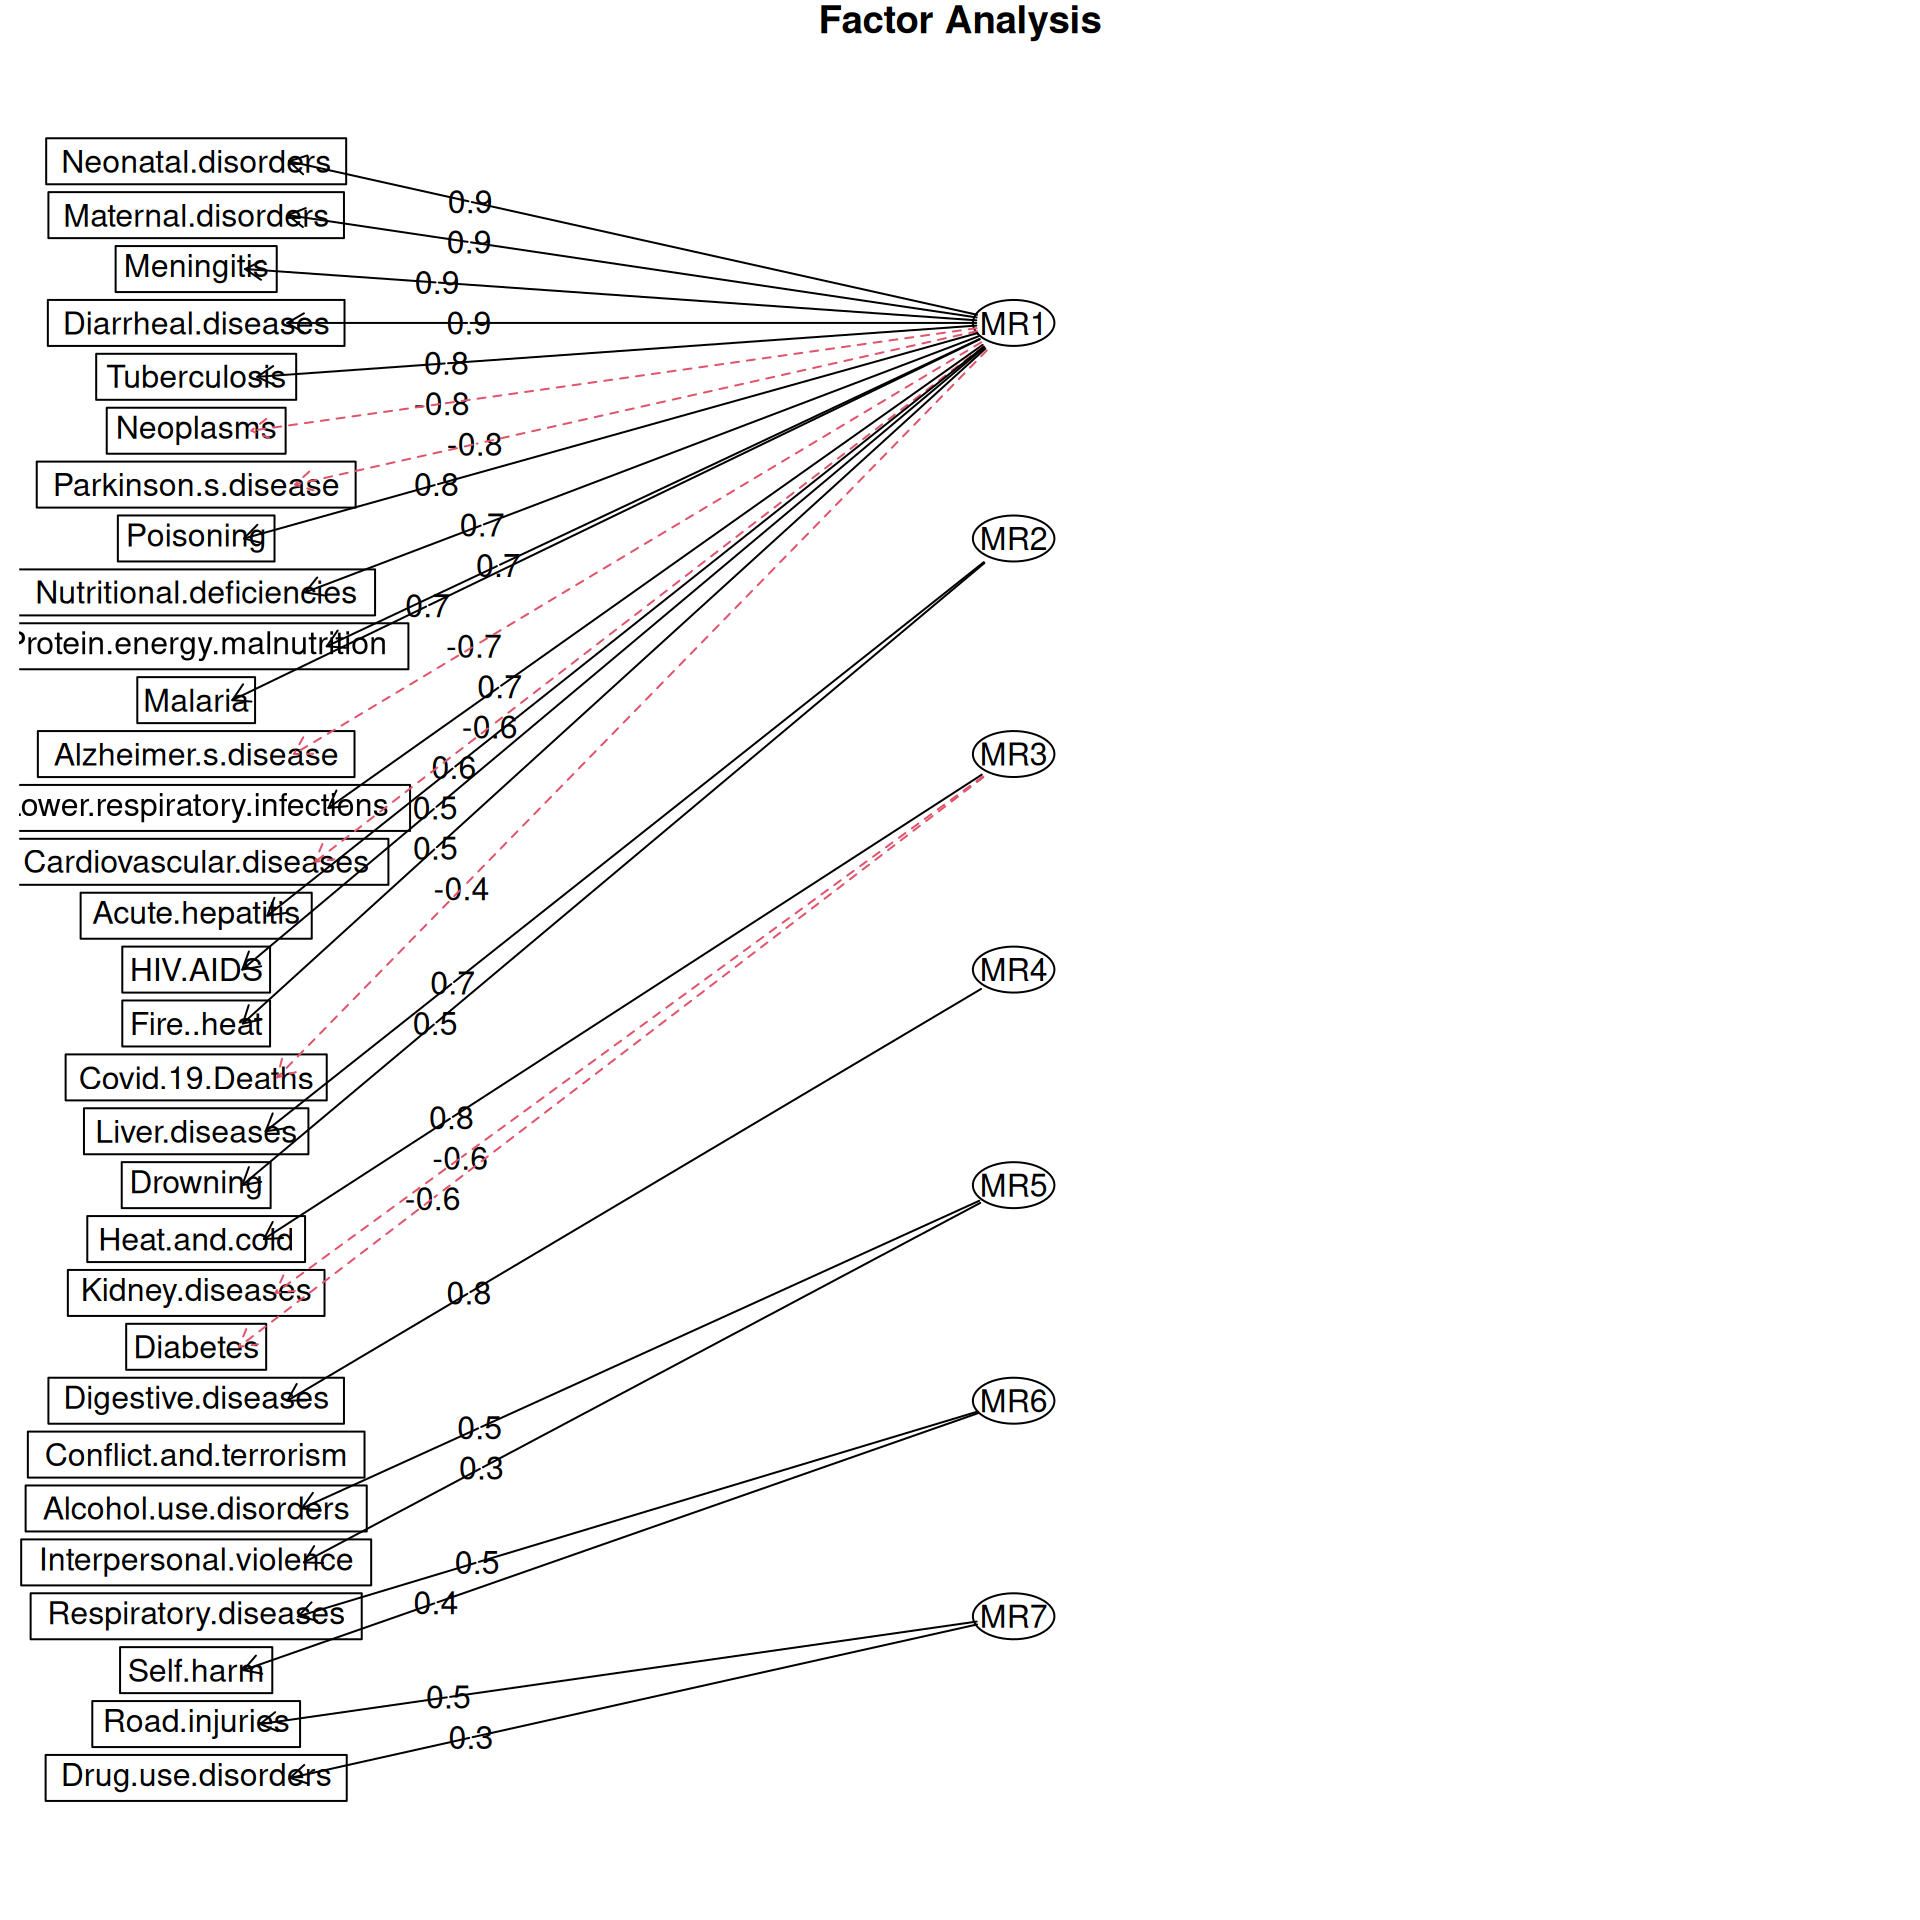 Factor Analysis
Neonatal.disorders
Maternal.disorders
Meningitis
Diarrheal.diseases
Tuberculosis
Neoplasms
Parkinson.s.disease
Poisoning
Nutritional.deficiencies
Protein.energy.malnutrition
Malaria
Alzheimer.s.disease
Lower.respiratory.infections
Cardiovascular.diseases
Acute.hepatitis
HIV.AIDS
Fire..heat
Covid.19.Deaths
Liver.diseases
Drowning
Heat.and.cold
Kidney.diseases
Diabetes
Digestive.diseases
Conflict.and.terrorism
Alcohol.use.disorders
Interpersonal.violence
Respiratory.diseases
Self.harm
Road.injuries
Drug.use.disorders
0.9
0.9
0.9
0.9
0.8
-0.8
-0.8
0.8
0.7
0.7
0.7
-0.7
0.7
-0.6
0.6
0.5
0.5
-0.4
0.7
0.5
0.8
-0.6
-0.6
0.8
0.5
0.3
0.5
0.4
0.5
0.3
MR1
MR2
MR3
MR4
MR5
MR6
MR7